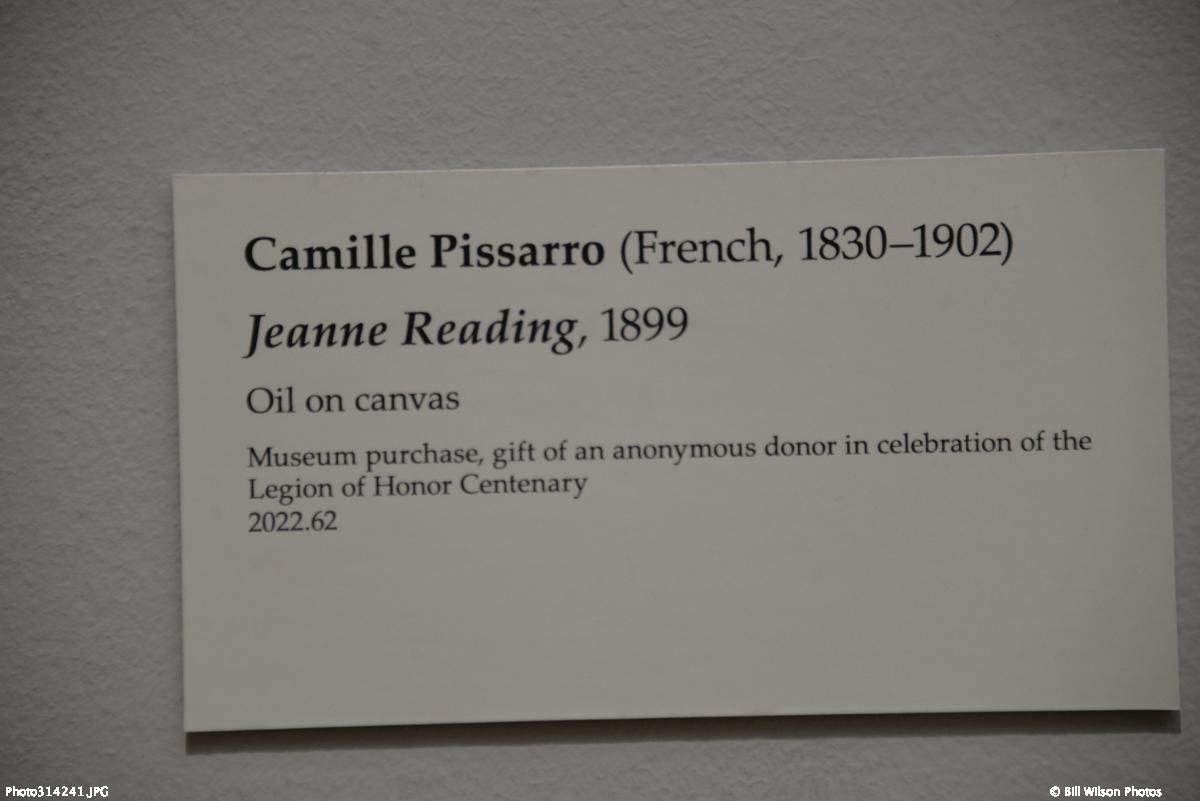 Camille Pissarro (French, 1830–1902)
Jeanne Reading, 1899
Oil on canvas
Museum purchase, gift of an anonymous donor in celebration of the
Legion of Honor Centenary
2022.62
Photo314241.JPG
© Bill Wilson Photos